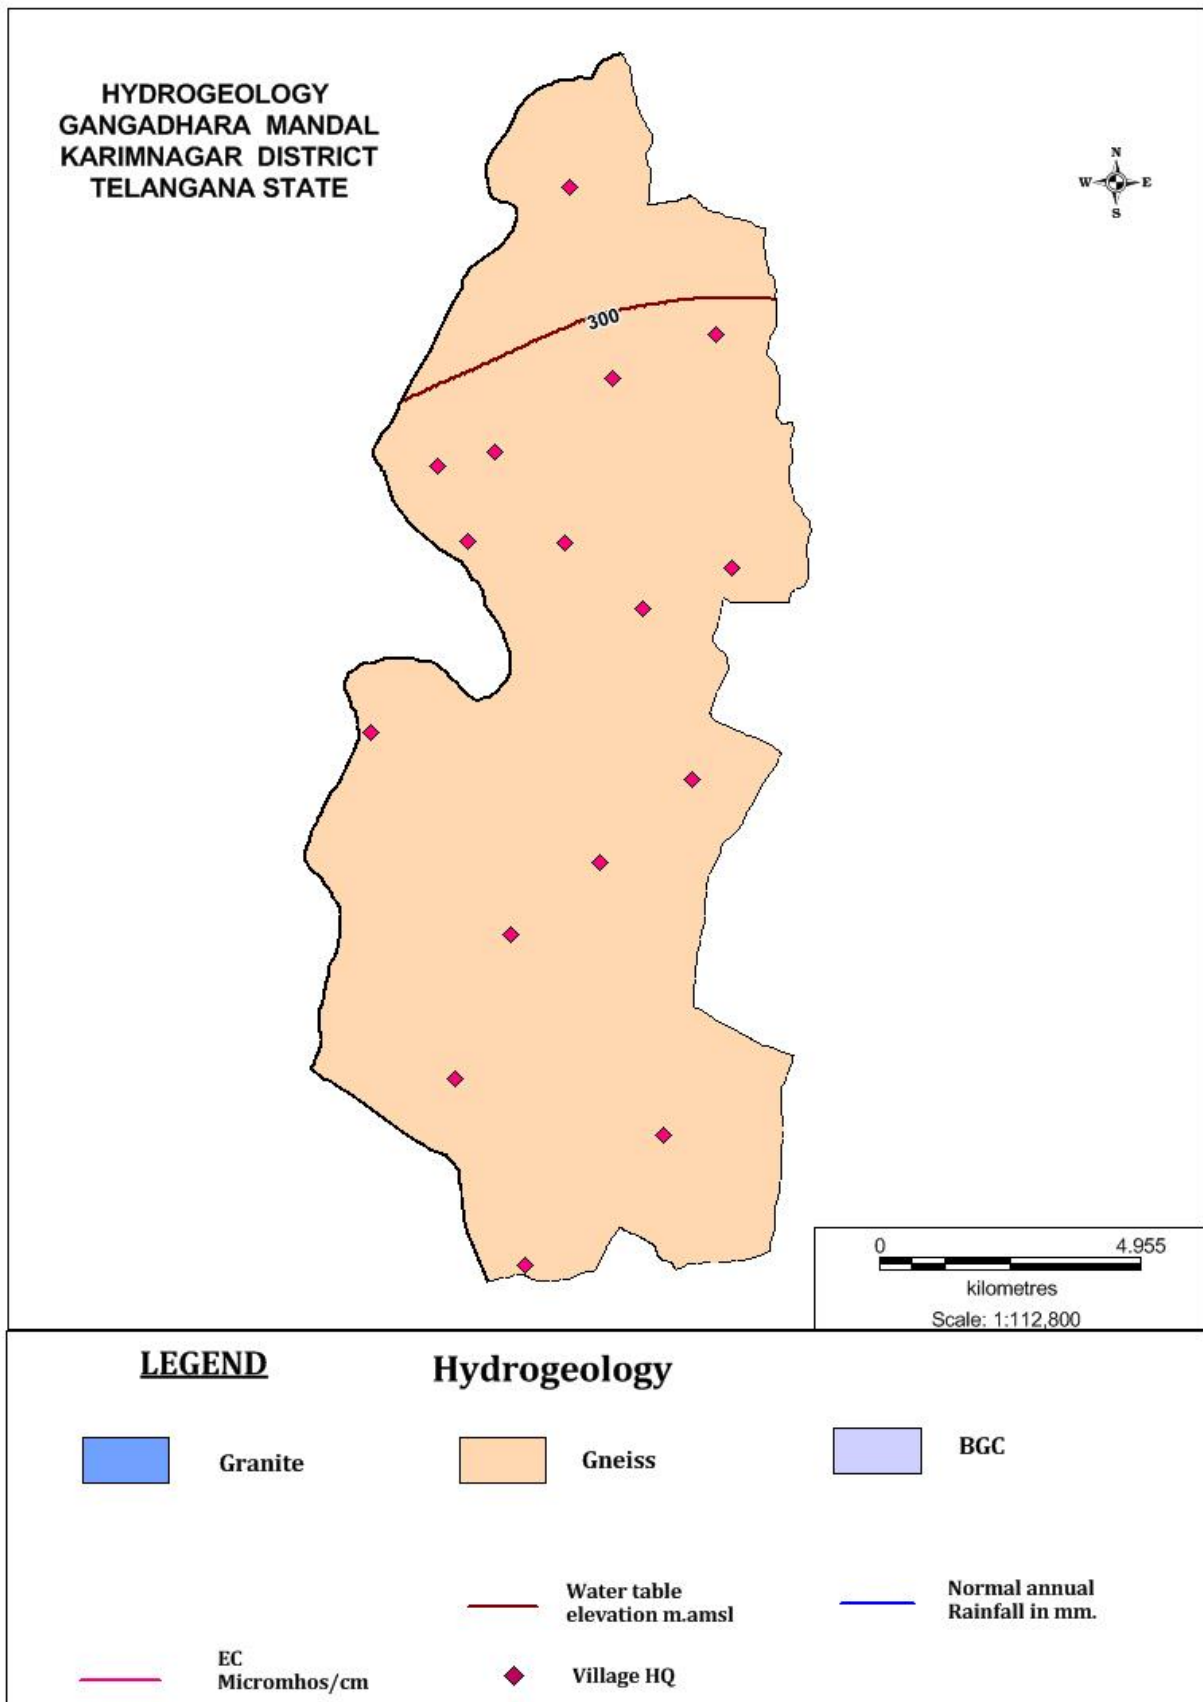 HYDROGEOLOGY
GANGADHARA MANDAL
KARIMNAGAR DISTRICT
TELANGANA STATE
N
W E
S
300
0 4.955
kilometres
Scale: 1:112,800
LEGEND
Hydrogeology
Granite
Gneiss
BGC
Water table
elevation m.amsl
Normal annual
Rainfall in mm.
EC
Micromhos/cm
Village HQ